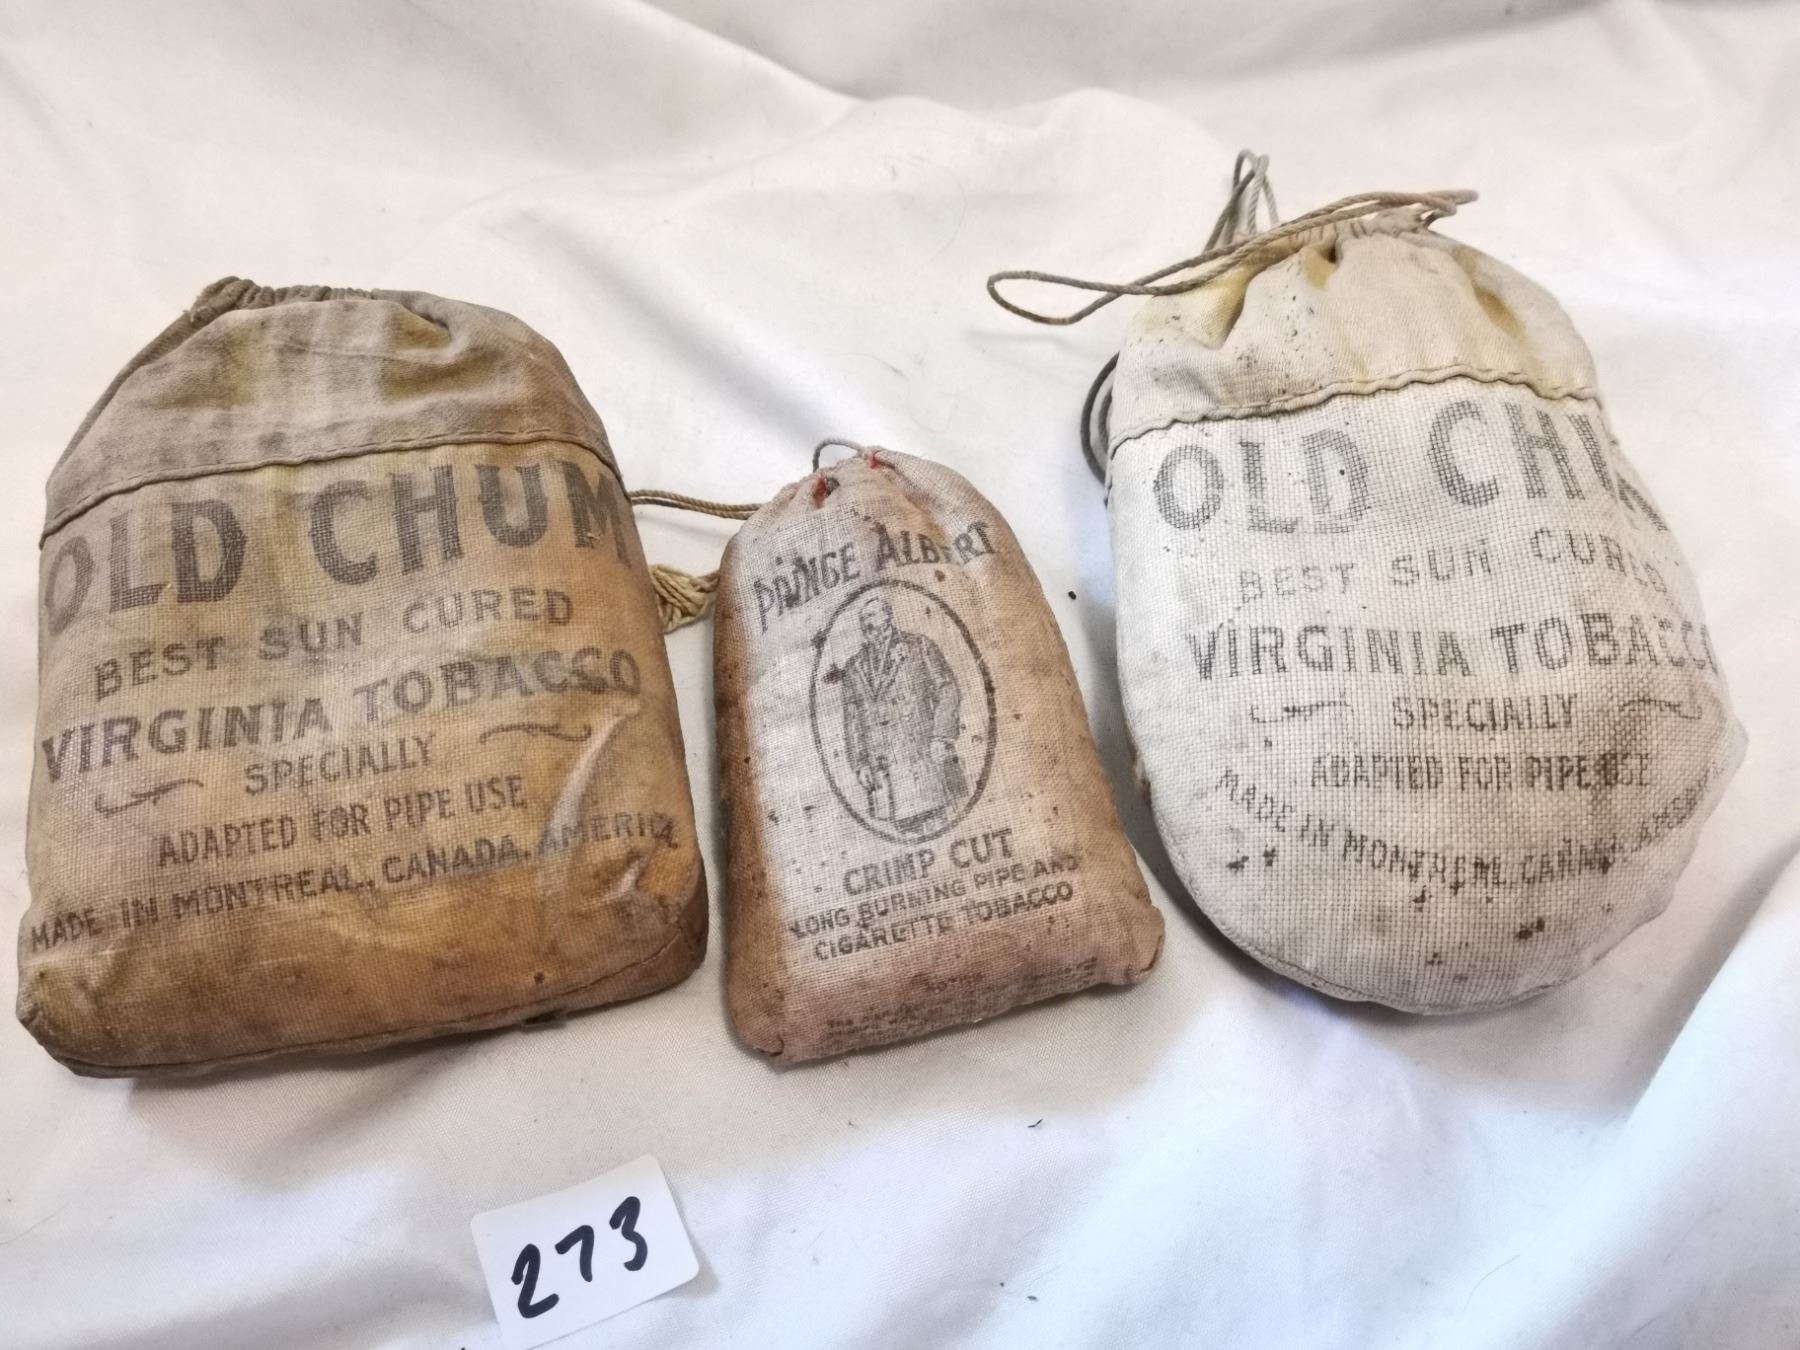 OLD CHUM
BEST SUN CURED
VIRGINIA TOBACCO
SPECIALLY
ADAPTED FOR PIPE USE
MADE IN MONTREAL, CANADA, AMERICA
PRINCE ALBERT
CRIMP CUT
LONG BURNING PIPE AND
CIGARETTE TOBACCO
OLD CHUM
BEST SUN CURED
VIRGINIA TOBACCO
SPECIALLY
ADAPTED FOR PIPE USE
MADE IN MONTREAL, CANADA, AMERICA
273